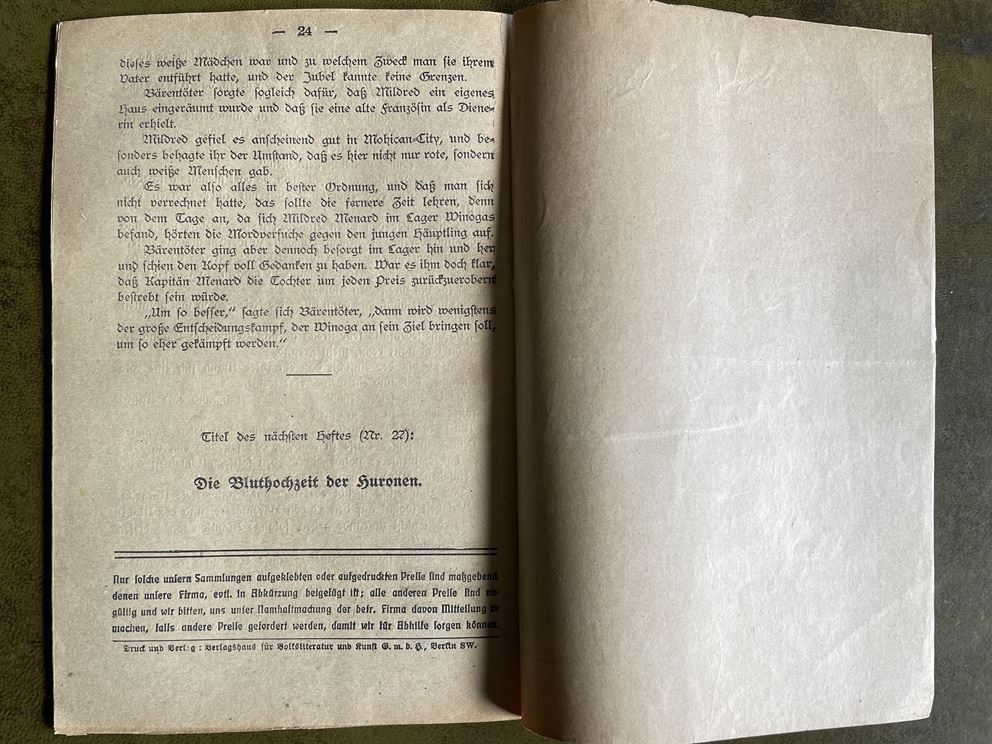 — 24 —
dieses weiße Mädchen war und zu welchem Zweck man sie ihrem
Vater entführt hatte, und der Jubel kannte keine Grenzen.
Bärentöter sorgte sogleich dafür, daß Mildred ein eigenes
Haus eingeräumt wurde und daß sie eine alte Französin als Diene-
rin erhielt.
Mildred gefiel es anscheinend gut in Mohican-City, und be-
sonders behagte ihr der Umstand, daß es hier nicht nur rote, sondern
auch weiße Menschen gab.
Es war also alles in bester Ordnung, und daß man sich
nicht verrechnet hatte, das sollte die fernere Zeit lehren, denn
von dem Tage an, da sich Mildred Menard im Lager Winogas
befand, hörten die Mordversuche gegen den jungen Häuptling auf.
Bärentöter ging aber dennoch besorgt im Lager hin und her
und schien den Kopf voll Gedanken zu haben. War es ihm doch klar,
daß Kapitän Menard die Tochter um jeden Preis zurückzuerobern
bestrebt sein würde.
„Um so besser,“ sagte sich Bärentöter, „dann wird wenigstens
der große Entscheidungskampf, der Winoga an sein Ziel bringen soll,
um so eher gekämpft werden.“
Titel des nächsten Heftes (Nr. 27):
Die Bluthochzeit der Huronen.
Nur solche unsern Sammlungen aufgeklebten oder aufgedruckten Preise sind maßgebend
denen unsere Firma, evtl. in Abkürzung beigefügt ist; alle anderen Preise sind un-
gültig und wir bitten, uns unter Namhaftmachung der betr. Firma davon Mitteilung zu
machen, falls andere Preise gefordert werden, damit wir für Abhilfe sorgen können.
Druck und Verlag: Verlagshaus für Volksliteratur und Kunst G. m. b. H., Berlin SW.